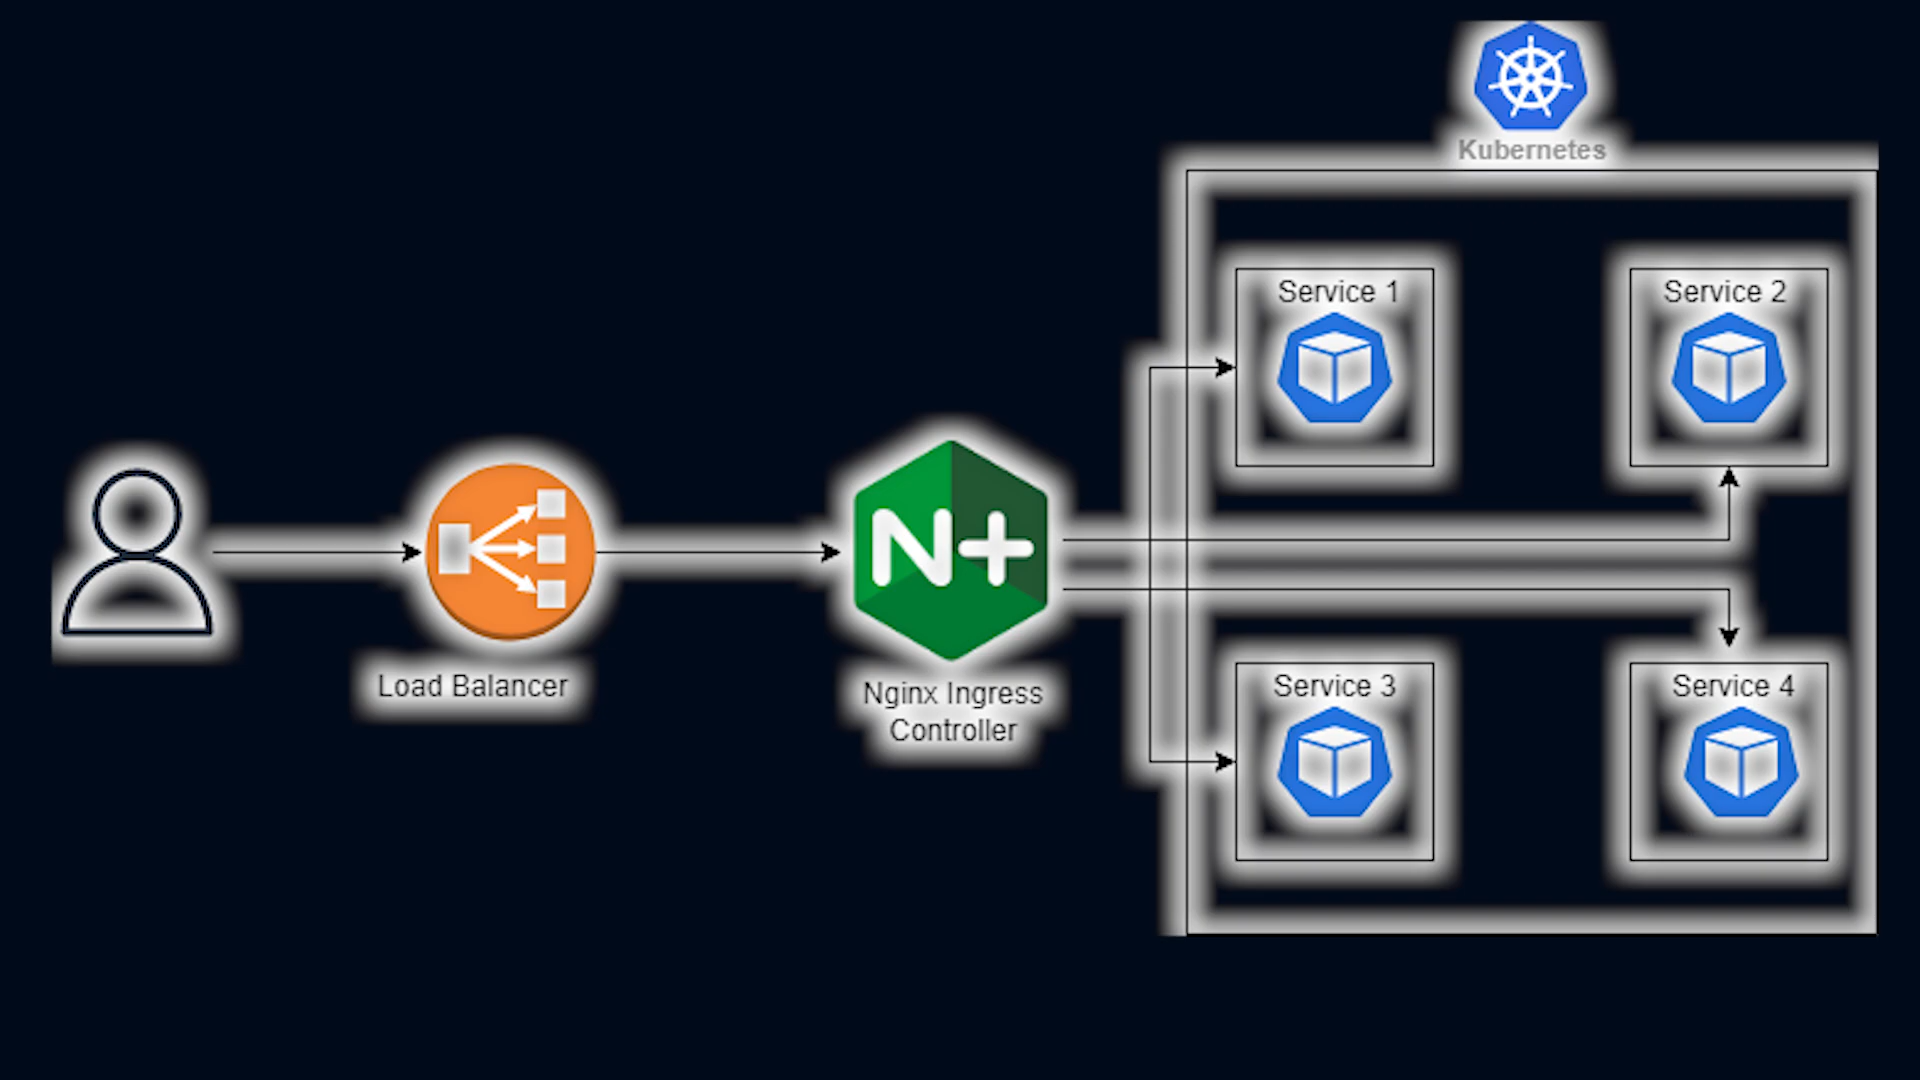 Kubernetes
Service 1
Service 2
N+
Load Balancer
Nginx Ingress
Controller
Service 3
Service 4